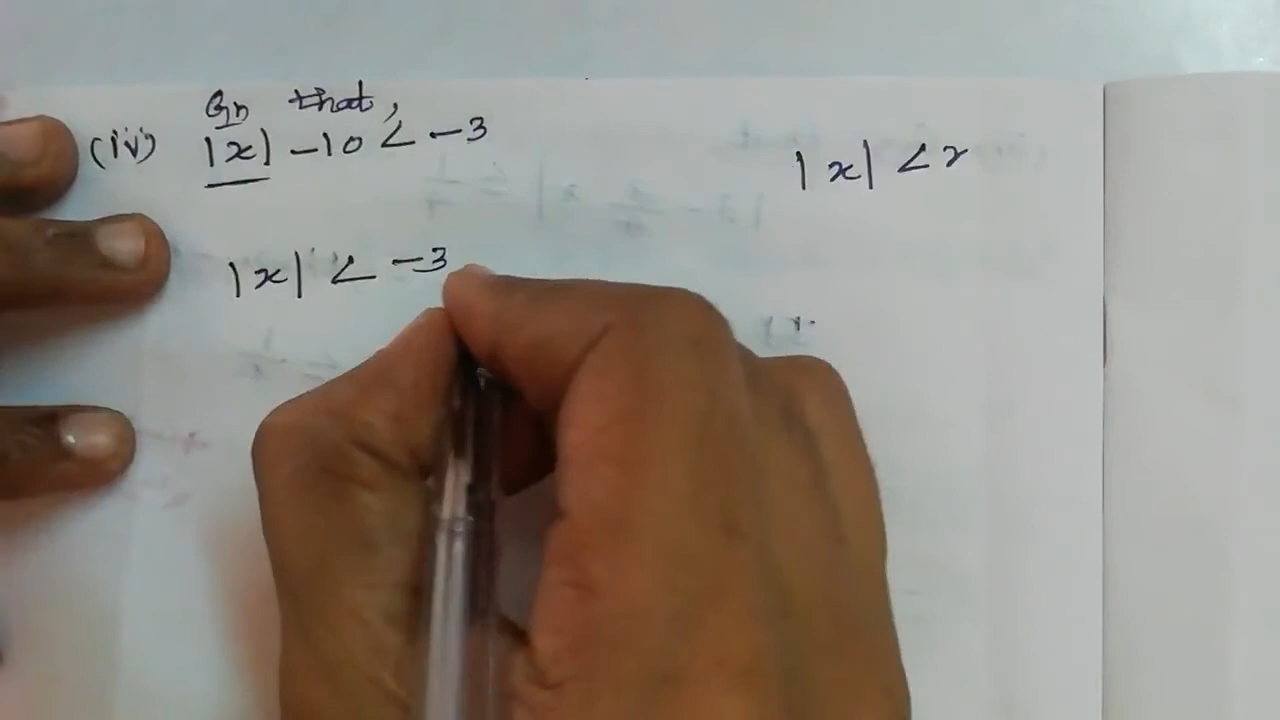 Gn that,
(iv) |x| - 10 < -3
|x| < r
|x| < -3